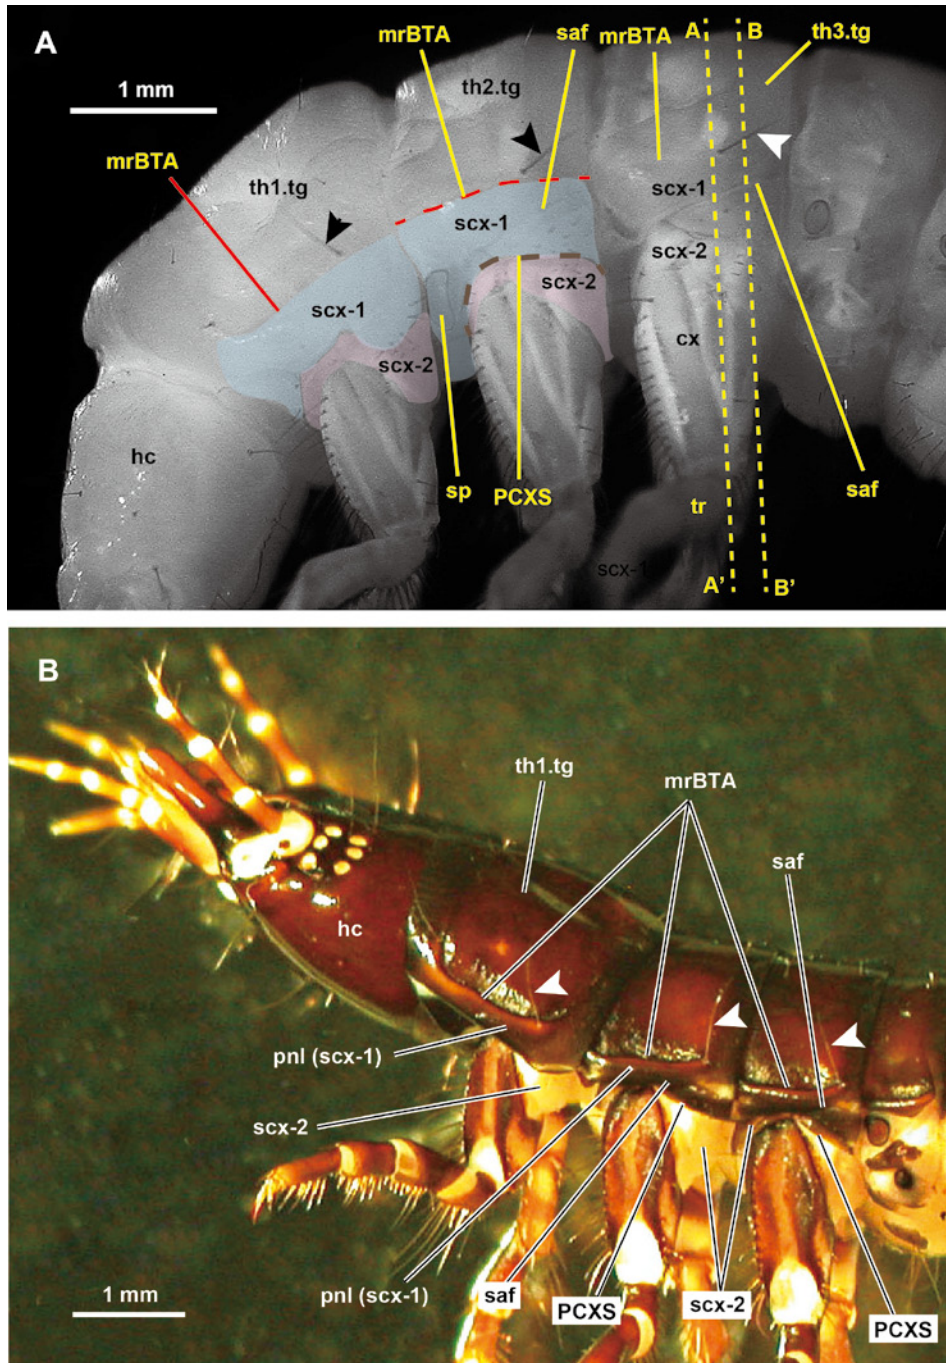 A
mrBTA
saf
mrBTA
A
B
th3.tg
1 mm
th2.tg
mrBTA
th1.tg
scx-1
scx-1
scx-2
scx-2
scx-1
cx
scx-2
hc
sp
PCXS
tr
saf
scx-1
A'
B'
B
th1.tg
mrBTA
saf
hc
pnl (scx-1)
scx-2
pnl (scx-1)
saf
PCXS
scx-2
PCXS
1 mm